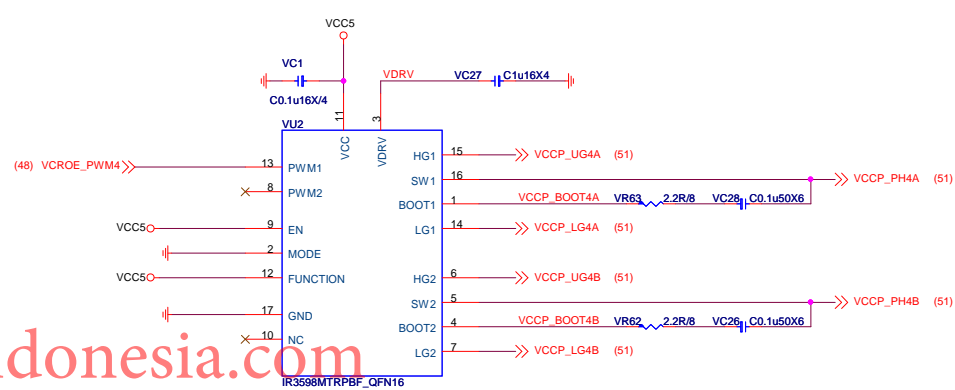 VCC5
VC1
C0.1u16X/4
VDRV
VC27
C1u16X4
VU2
11
3
VCC
VDRV
(48) VCROE_PWM4
13
PWM1
8
PWM2
VCC5
9
EN
2
MODE
VCC5
12
FUNCTION
17
GND
10
NC
HG1
15
VCCP_UG4A (51)
SW1
16
VCCP_PH4A (51)
BOOT1
1
VCCP_BOOT4A
VR63
2.2R/8
VC28
C0.1u50X6
LG1
14
VCCP_LG4A (51)
HG2
6
VCCP_UG4B (51)
SW2
5
VCCP_PH4B (51)
BOOT2
4
VCCP_BOOT4B
VR62
2.2R/8
VC26
C0.1u50X6
LG2
7
VCCP_LG4B (51)
donesia.com
IR3598MTRPBF_QFN16